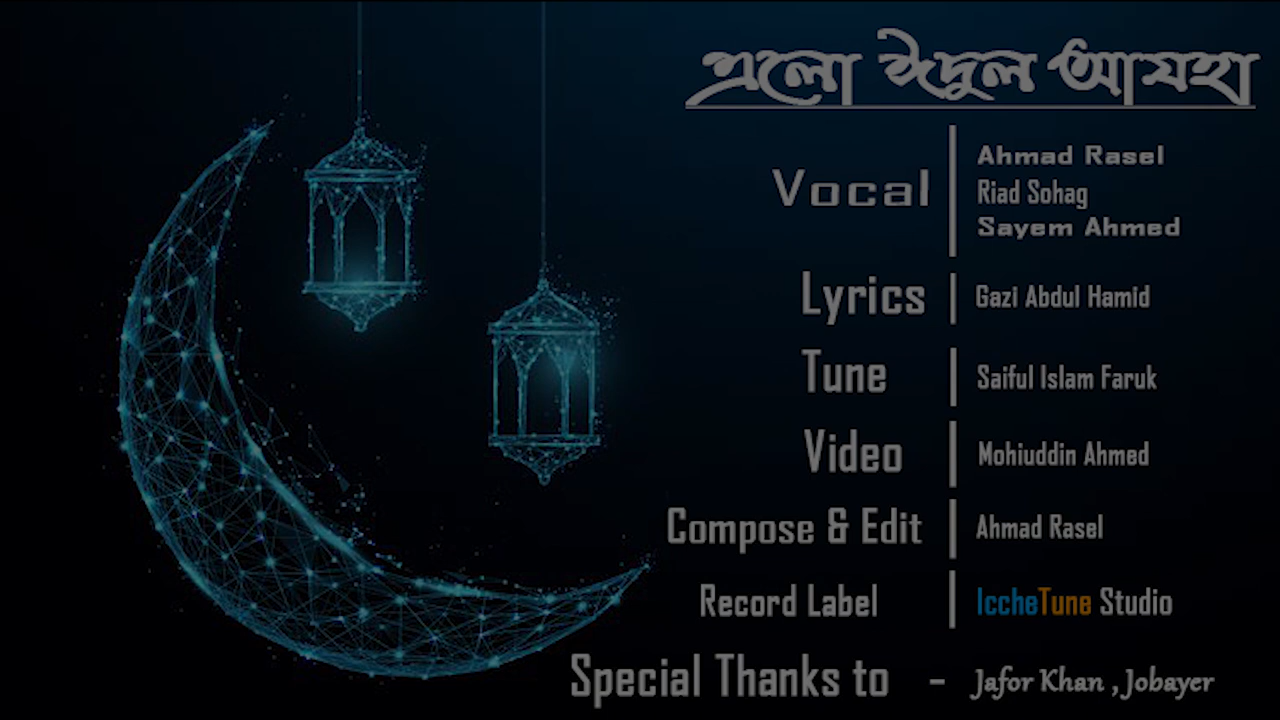 এলো ঈদুল আযহা
Vocal
Ahmad Rasel
Riad Sohag
Sayem Ahmed
Lyrics | Gazi Abdul Hamid
Tune | Saiful Islam Faruk
Video | Mohiuddin Ahmed
Compose & Edit | Ahmad Rasel
Record Label | IccheTune Studio
Special Thanks to - Jafor Khan , Jobayer